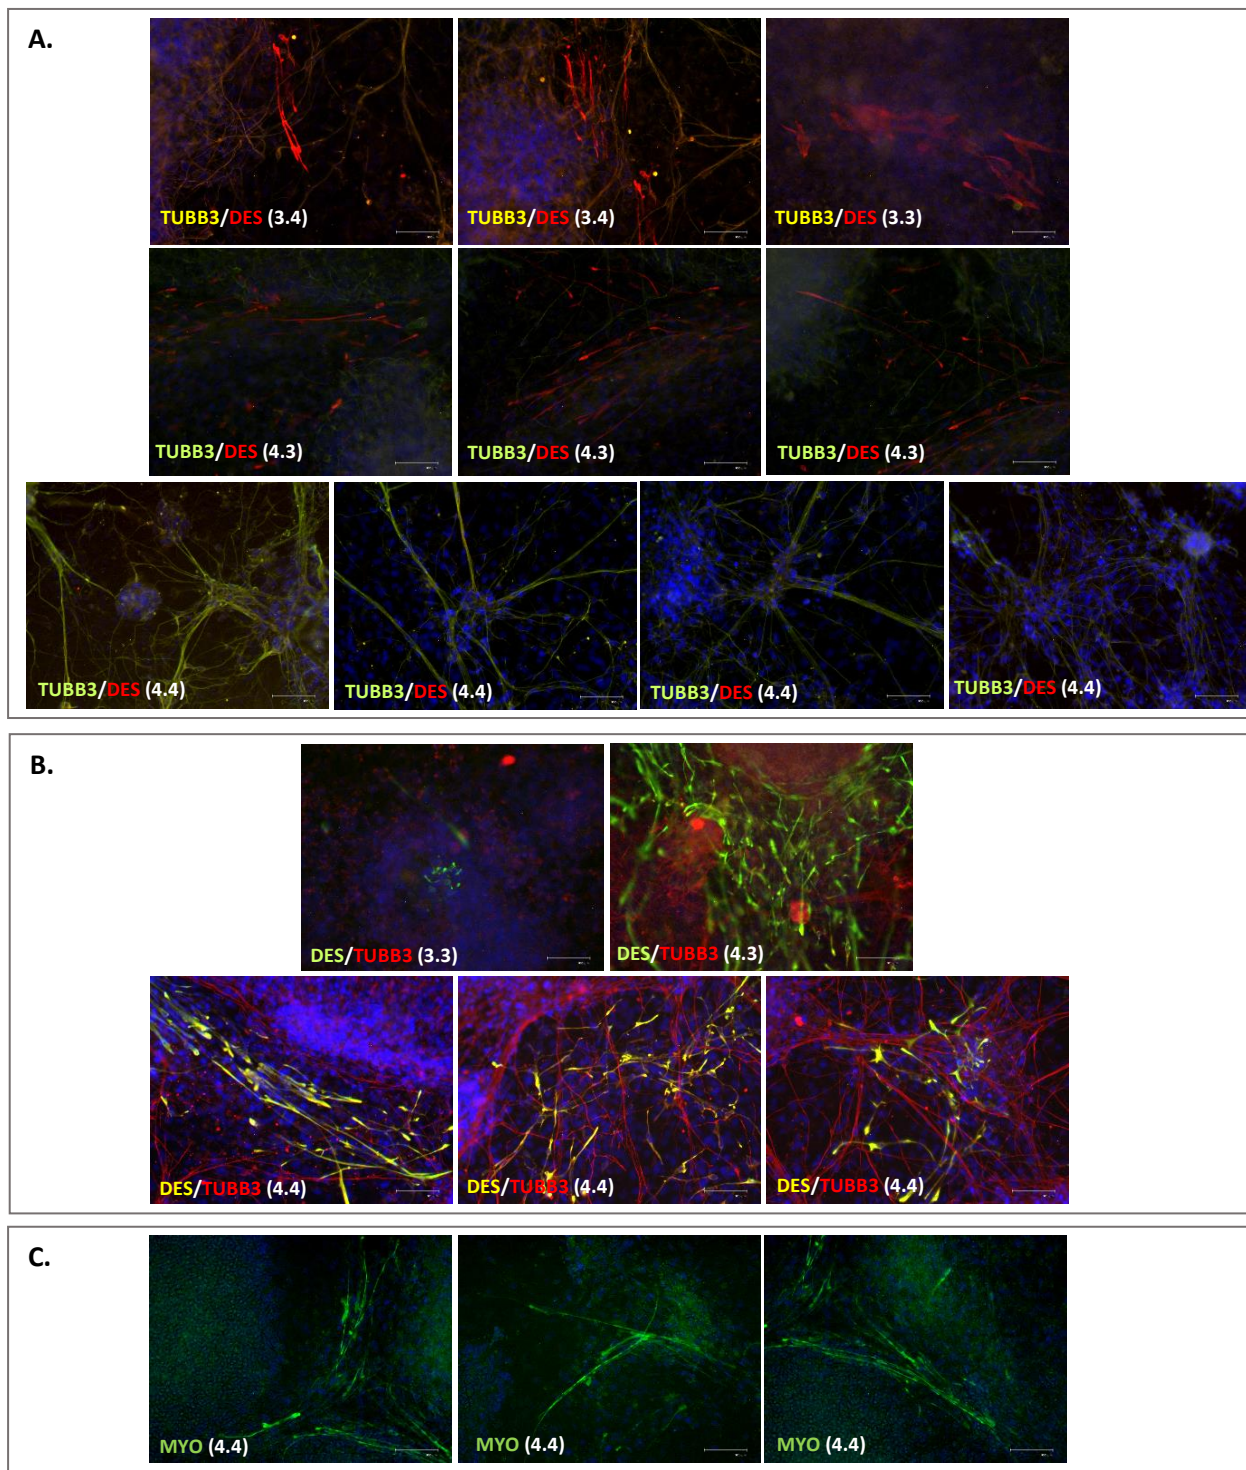 A.
TUBB3/DES (3.4)
TUBB3/DES (3.4)
TUBB3/DES (3.3)
TUBB3/DES (4.3)
TUBB3/DES (4.3)
TUBB3/DES (4.3)
TUBB3/DES (4.4)
TUBB3/DES (4.4)
TUBB3/DES (4.4)
TUBB3/DES (4.4)
B.
DES/TUBB3 (3.3)
DES/TUBB3 (4.3)
DES/TUBB3 (4.4)
DES/TUBB3 (4.4)
DES/TUBB3 (4.4)
C.
MYO (4.4)
MYO (4.4)
MYO (4.4)